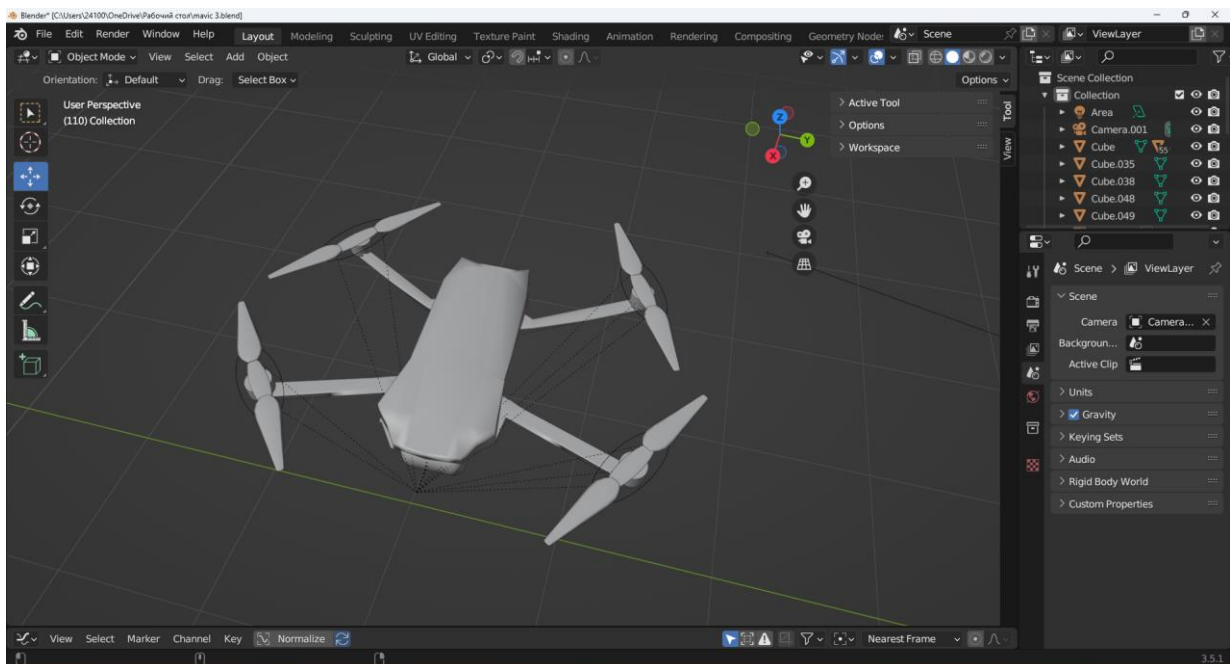 Blender* [C:\Users\24100\OneDrive\Рабочий стол\mavic 3.blend]
File Edit Render Window Help Layout Modeling Sculpting UV Editing Texture Paint Shading Animation Rendering Compositing Geometry Node: Scene ViewLayer
Object Mode View Select Add Object Global
Orientation: Default Drag: Select Box Options
User Perspective
(110) Collection
Z
Y
X
Active Tool
Options
Workspace
Tool
View
Scene Collection
Collection
Area
Camera.001
Cube 55
Cube.035
Cube.038
Cube.048
Cube.049
Scene ViewLayer
Scene
Camera Camera...
Backgroun...
Active Clip
Units
Gravity
Keying Sets
Audio
Rigid Body World
Custom Properties
View Select Marker Channel Key Normalize Nearest Frame
3.5.1